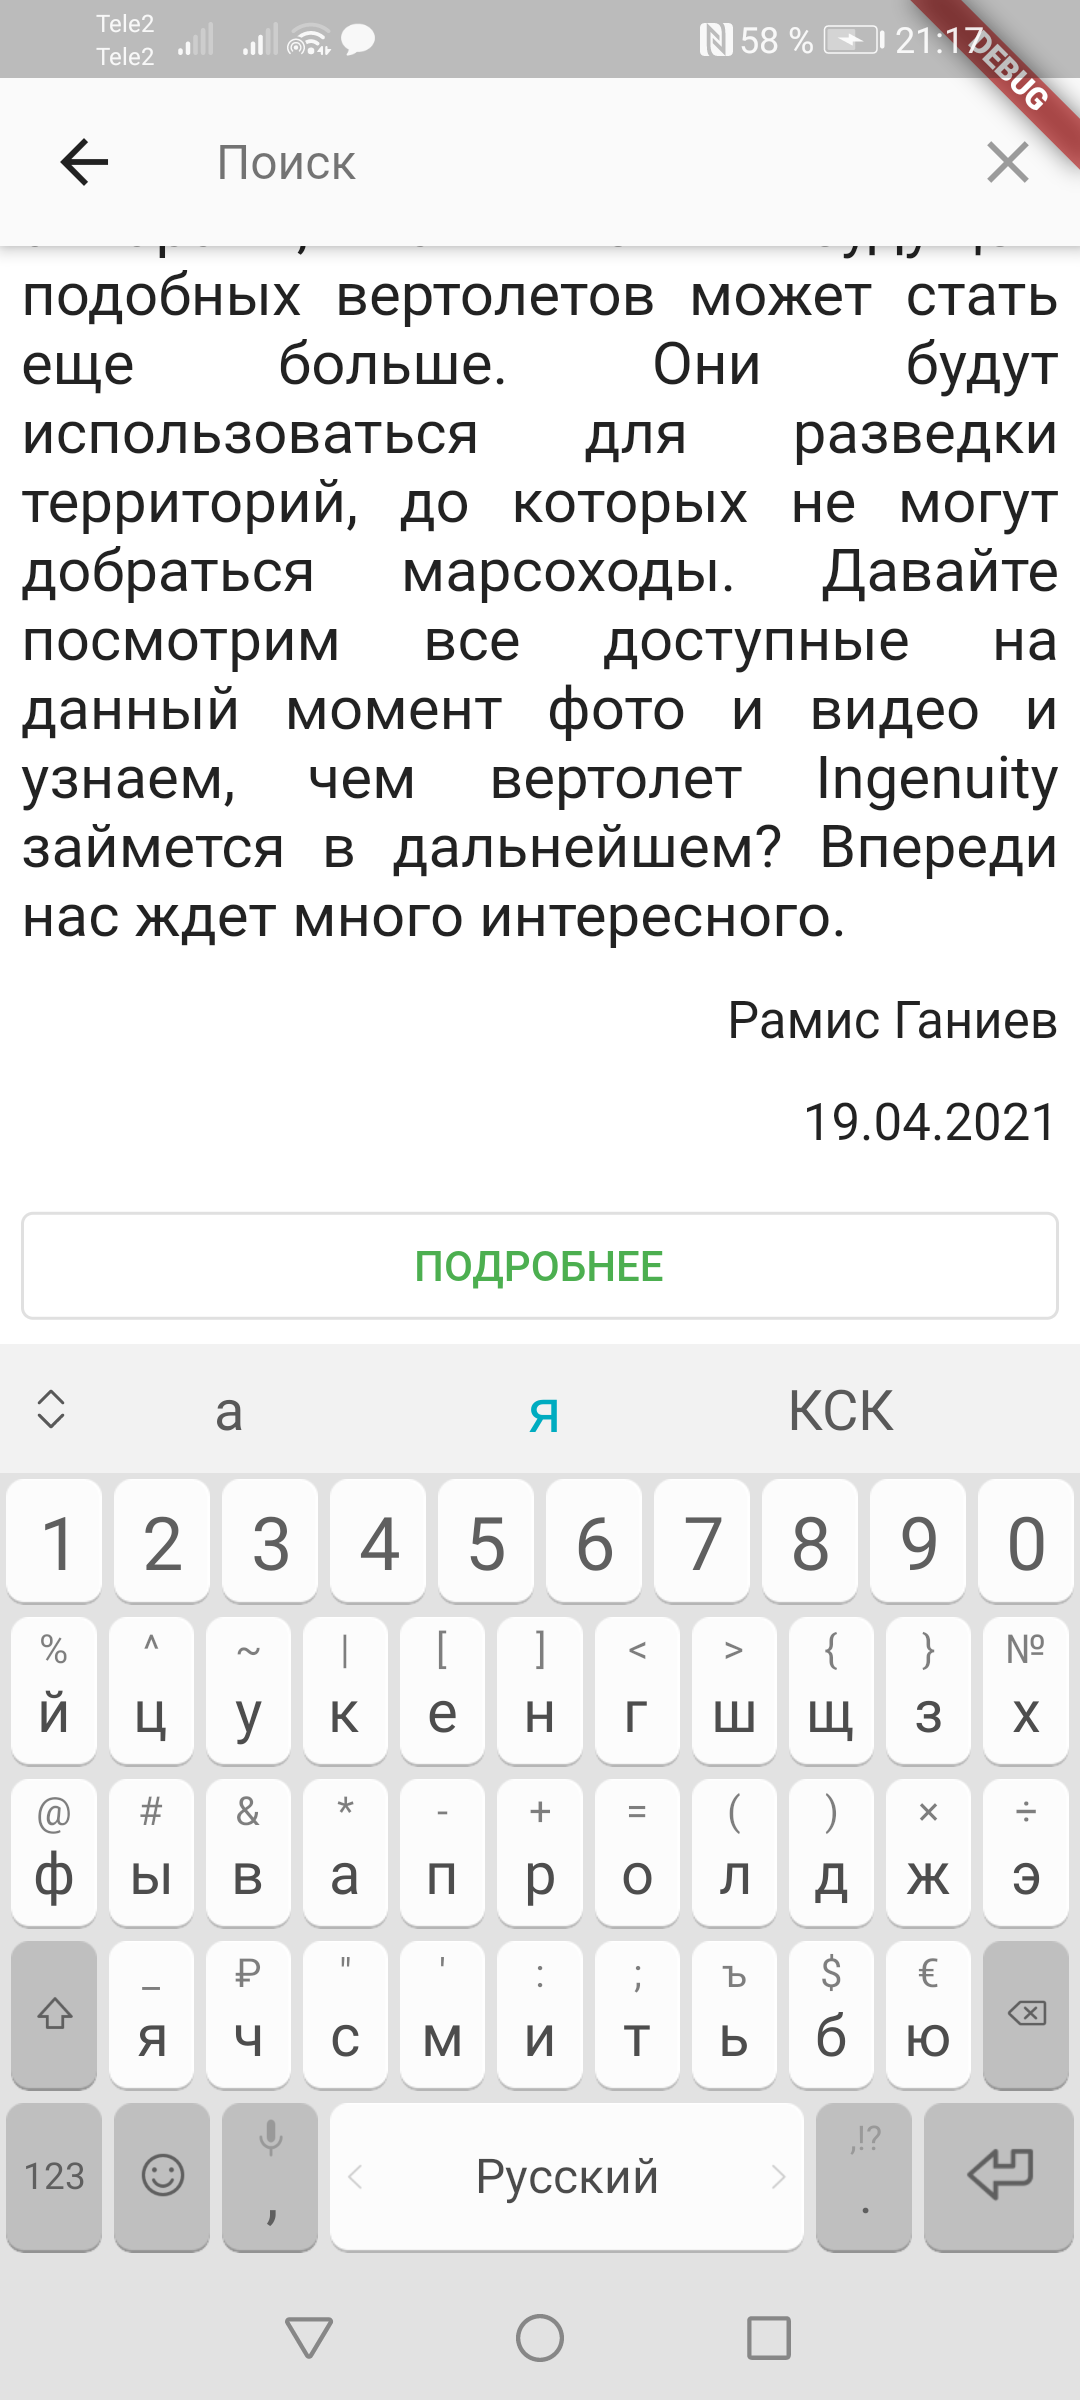 Tele2
Tele2
58 %
21:17
DEBUG
Поиск
подобных вертолетов может стать
еще больше. Они будут
использоваться для разведки
территорий, до которых не могут
добраться марсоходы. Давайте
посмотрим все доступные на
данный момент фото и видео и
узнаем, чем вертолет Ingenuity
займется в дальнейшем? Впереди
нас ждет много интересного.
Рамис Ганиев
19.04.2021
ПОДРОБНЕЕ
а я КСК
1 2 3 4 5 6 7 8 9 0
% ^ ~ | [ ] < > { } №
й ц у к е н г ш щ з х
@ # & * - + = ( ) × ÷
ф ы в а п р о л д ж э
_ ₽ " ' : ; ъ $ €
я ч с м и т ь б ю
,!?
123 , < Русский > .